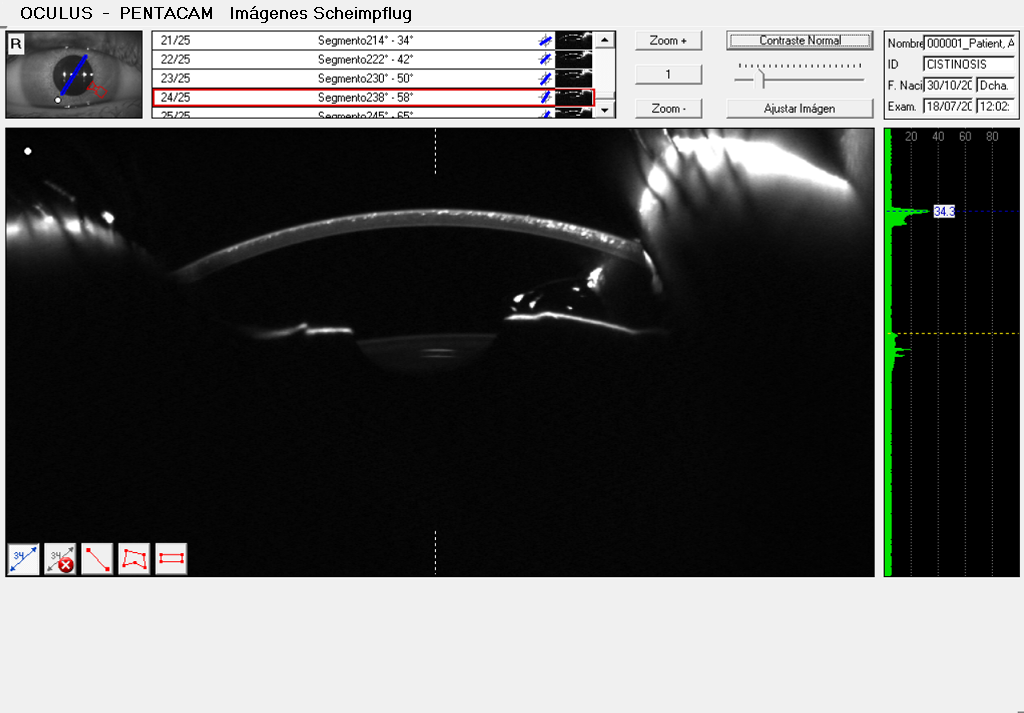 OCULUS - PENTACAM Imágenes Scheimpflug
R
21/25 Segmento214° - 34°
22/25 Segmento222° - 42°
23/25 Segmento230° - 50°
24/25 Segmento238° - 58°
25/25 Segmento245° - 65°
Zoom +
1
Zoom -
Contraste Normal
Ajustar Imágen
Nombre 000001_Patient, A
ID CISTINOSIS
F. Naci 30/10/20 Dcha.
Exam. 18/07/20 12:02:
20 40 60 80
34.3
34
34